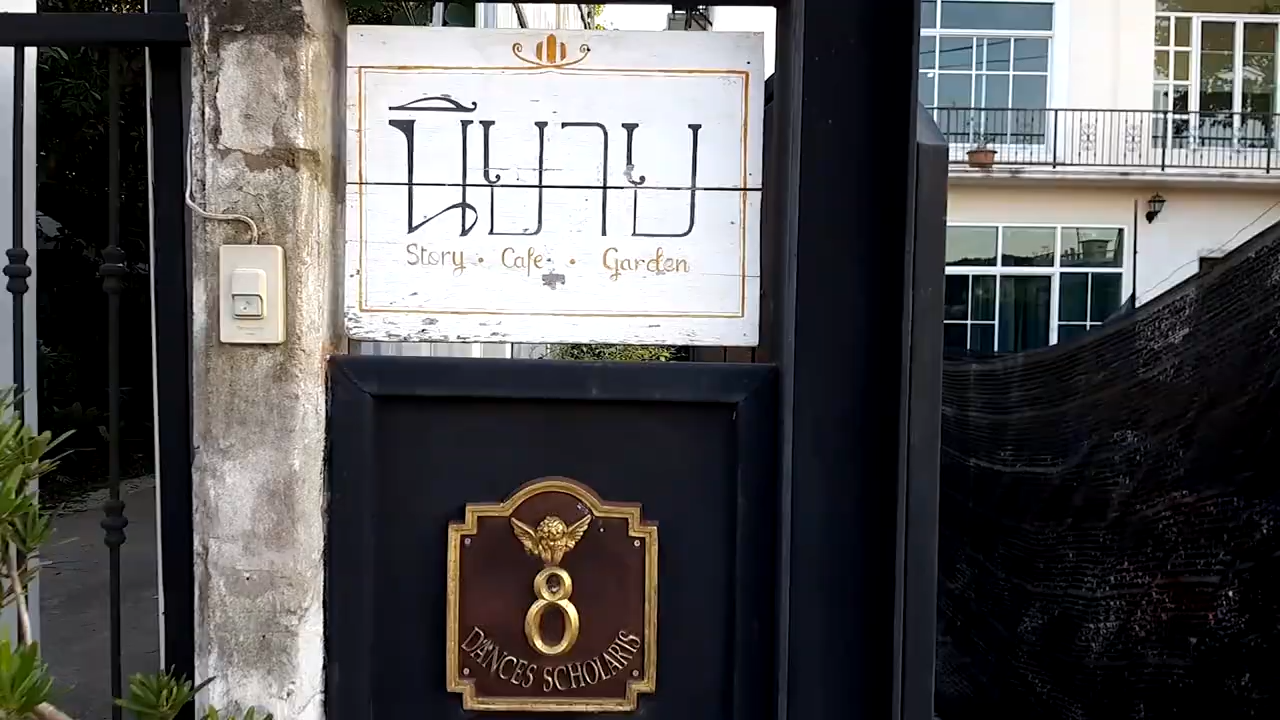 นิยาย
Story • Cafe • Garden
8
DANCES SCHOLARIS